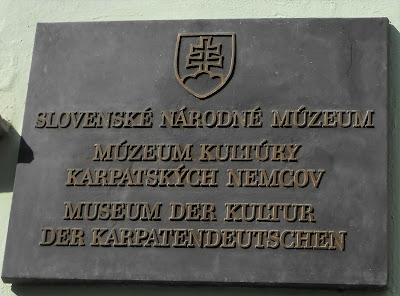 SLOVENSKÉ NÁRODNÉ MÚZEUM
MÚZEUM KULTÚRY
KARPATSKÝCH NEMCOV
MUSEUM DER KULTUR
DER KARPATENDEUTSCHEN